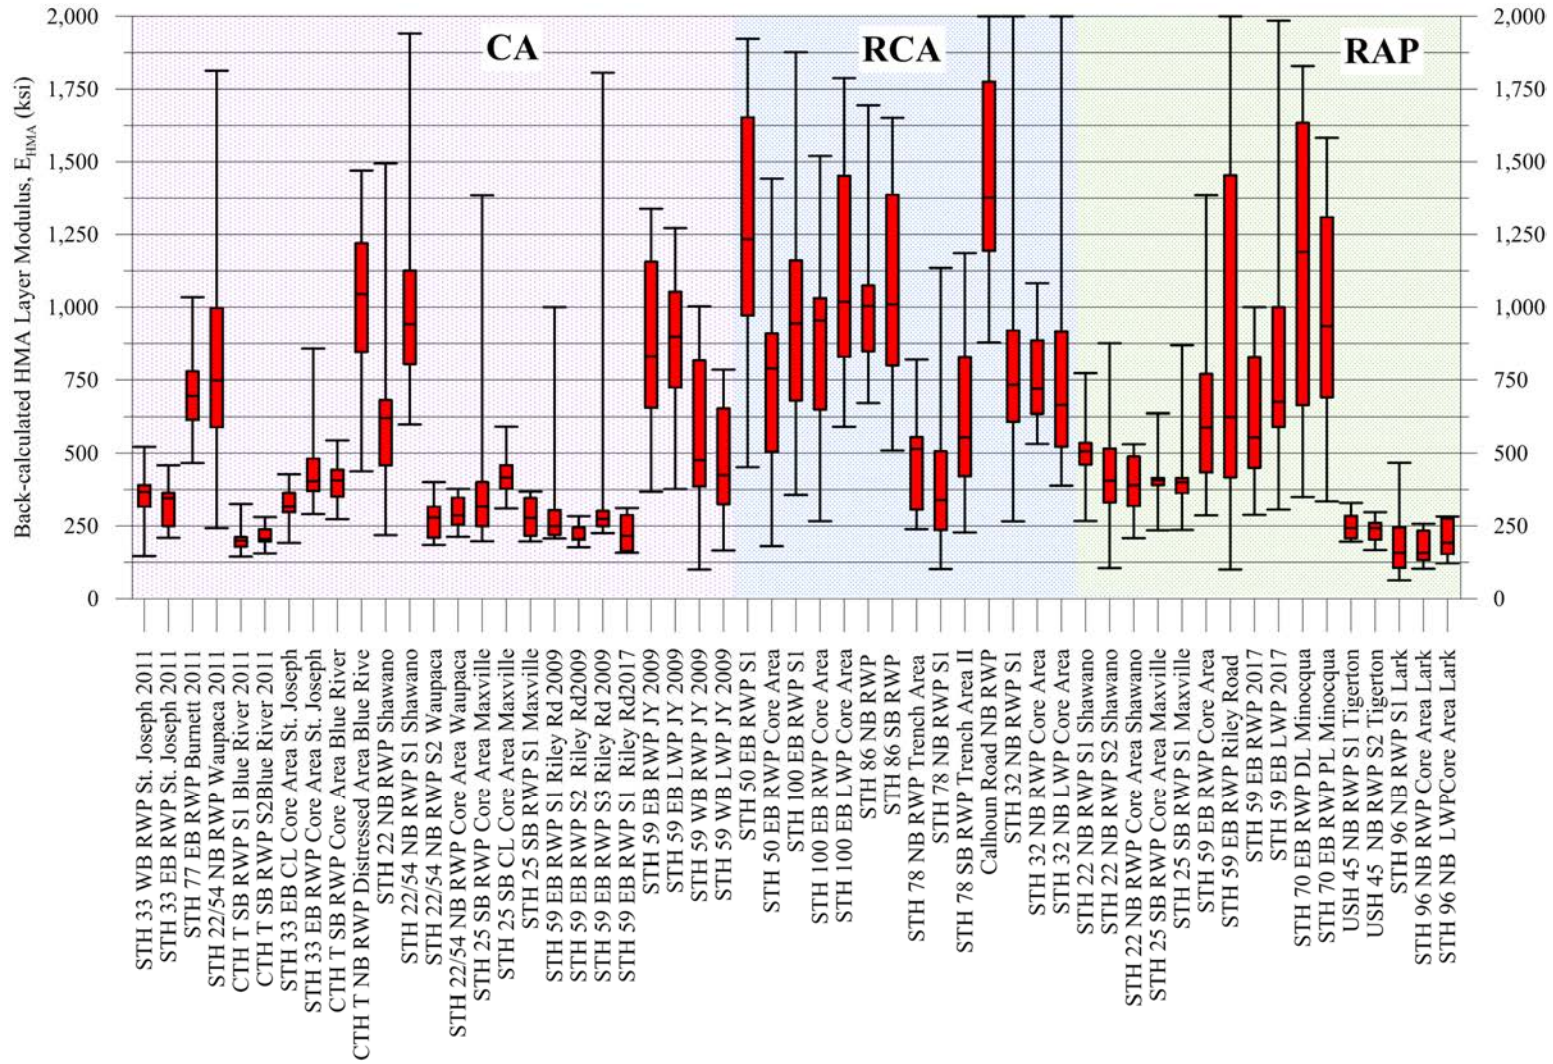 CA
RCA
RAP
Back-calculated HMA Layer Modulus, E_HMA (ksi)
2,000
1,750
1,500
1,250
1,000
750
500
250
0
2,000
1,750
1,500
1,250
1,000
750
500
250
0
STH 33 WB RWP St. Joseph 2011
STH 33 EB RWP St. Joseph 2011
STH 77 EB RWP Burnett 2011
STH 22/54 NB RWP Waupaca 2011
CTH T SB RWP S1 Blue River 2011
CTH T SB RWP S2Blue River 2011
STH 33 EB CL Core Area St. Joseph
STH 33 EB RWP Core Area St. Joseph
CTH T SB RWP Core Area Blue River
CTH T NB RWP Distressed Area Blue Rive
STH 22 NB RWP Shawano
STH 22/54 NB RWP S1 Shawano
STH 22/54 NB RWP S2 Waupaca
STH 22/54 NB RWP Core Area Waupaca
STH 25 SB RWP Core Area Maxville
STH 25 SB CL Core Area Maxville
STH 25 SB RWP S1 Maxville
STH 59 EB RWP S1 Riley Rd 2009
STH 59 EB RWP S2 Riley Rd2009
STH 59 EB RWP S3 Riley Rd 2009
STH 59 EB RWP S1 Riley Rd2017
STH 59 EB RWP JY 2009
STH 59 EB LWP JY 2009
STH 59 WB RWP JY 2009
STH 59 WB LWP JY 2009
STH 50 EB RWP S1
STH 50 EB RWP Core Area
STH 100 EB RWP S1
STH 100 EB RWP Core Area
STH 100 EB LWP Core Area
STH 86 NB RWP
STH 86 SB RWP
STH 78 NB RWP Trench Area
STH 78 NB RWP S1
STH 78 SB RWP Trench Area II
Calhoun Road NB RWP
STH 32 NB RWP S1
STH 32 NB RWP Core Area
STH 32 NB LWP Core Area
STH 22 NB RWP S1 Shawano
STH 22 NB RWP S2 Shawano
STH 22 NB RWP Core Area Shawano
STH 25 SB RWP Core Area Maxville
STH 25 SB RWP S1 Maxville
STH 59 EB RWP Core Area
STH 59 EB RWP Riley Road
STH 59 EB RWP 2017
STH 59 EB LWP 2017
STH 70 EB RWP DL Minocqua
STH 70 EB RWP PL Minocqua
USH 45 NB RWP S1 Tigerton
USH 45 NB RWP S2 Tigerton
STH 96 NB RWP S1 Lark
STH 96 NB RWP Core Area Lark
STH 96 NB LWPCore Area Lark